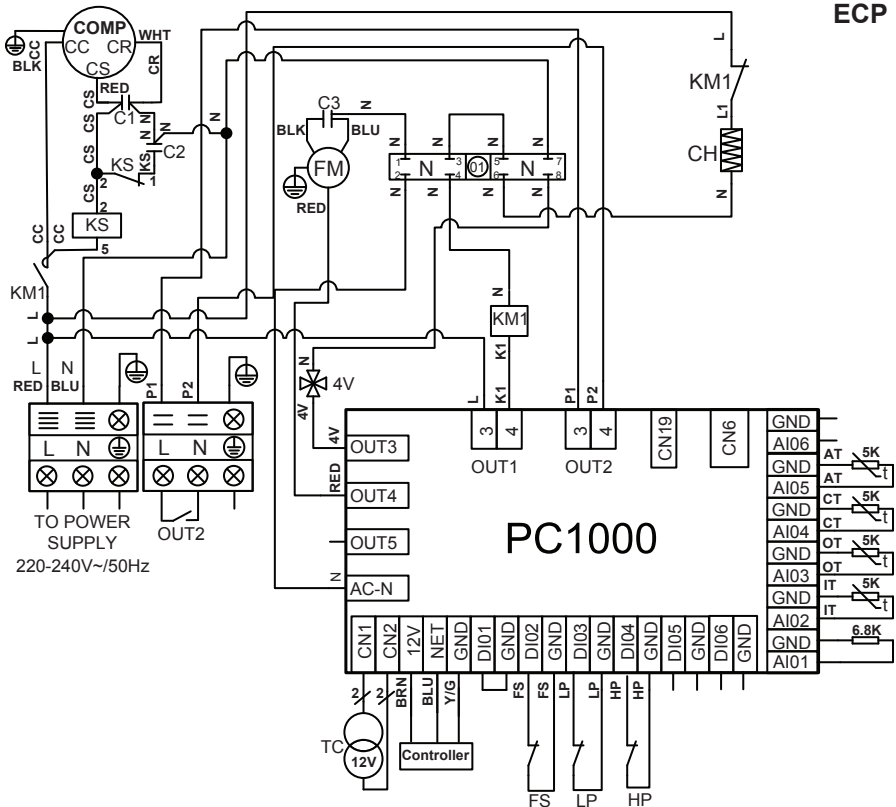 ECP
COMP
CC CR WHT
CS
BLK
CC
CR
RED
CS CS
C1
N N N
C2
CS
KS
KS
2 1
CS
2
KS
5
CC CC
KM1
L
L
L N
RED BLU
P1 P2
L N
L N
TO POWER
SUPPLY
220-240V~/50Hz
OUT2
C3
N
BLK BLU
FM
RED
N N N N
1 3 5 7
N 01 N
2 4 6 8
N N N N
L
KM1
L1
CH
N
N
KM1
K1
N
4V
4V
L K1 P1 P2
4V
OUT3
RED
OUT4
OUT5
N
AC-N
3 4
OUT1
3 4
OUT2
CN19
CN6
PC1000
GND
AI06
GND
AI05
GND
AI04
GND
AI03
GND
AI02
GND
AI01
AT 5K
t
AT
CT 5K
t
CT
OT 5K
t
OT
IT 5K
t
IT
6.8K
CN1 CN2 12V NET GND DI01 GND DI02 GND DI03 GND DI04 GND DI05 GND DI06 GND
2 2 BRN BLU Y/G FS FS LP LP HP HP
TC
12V
Controller
FS LP HP